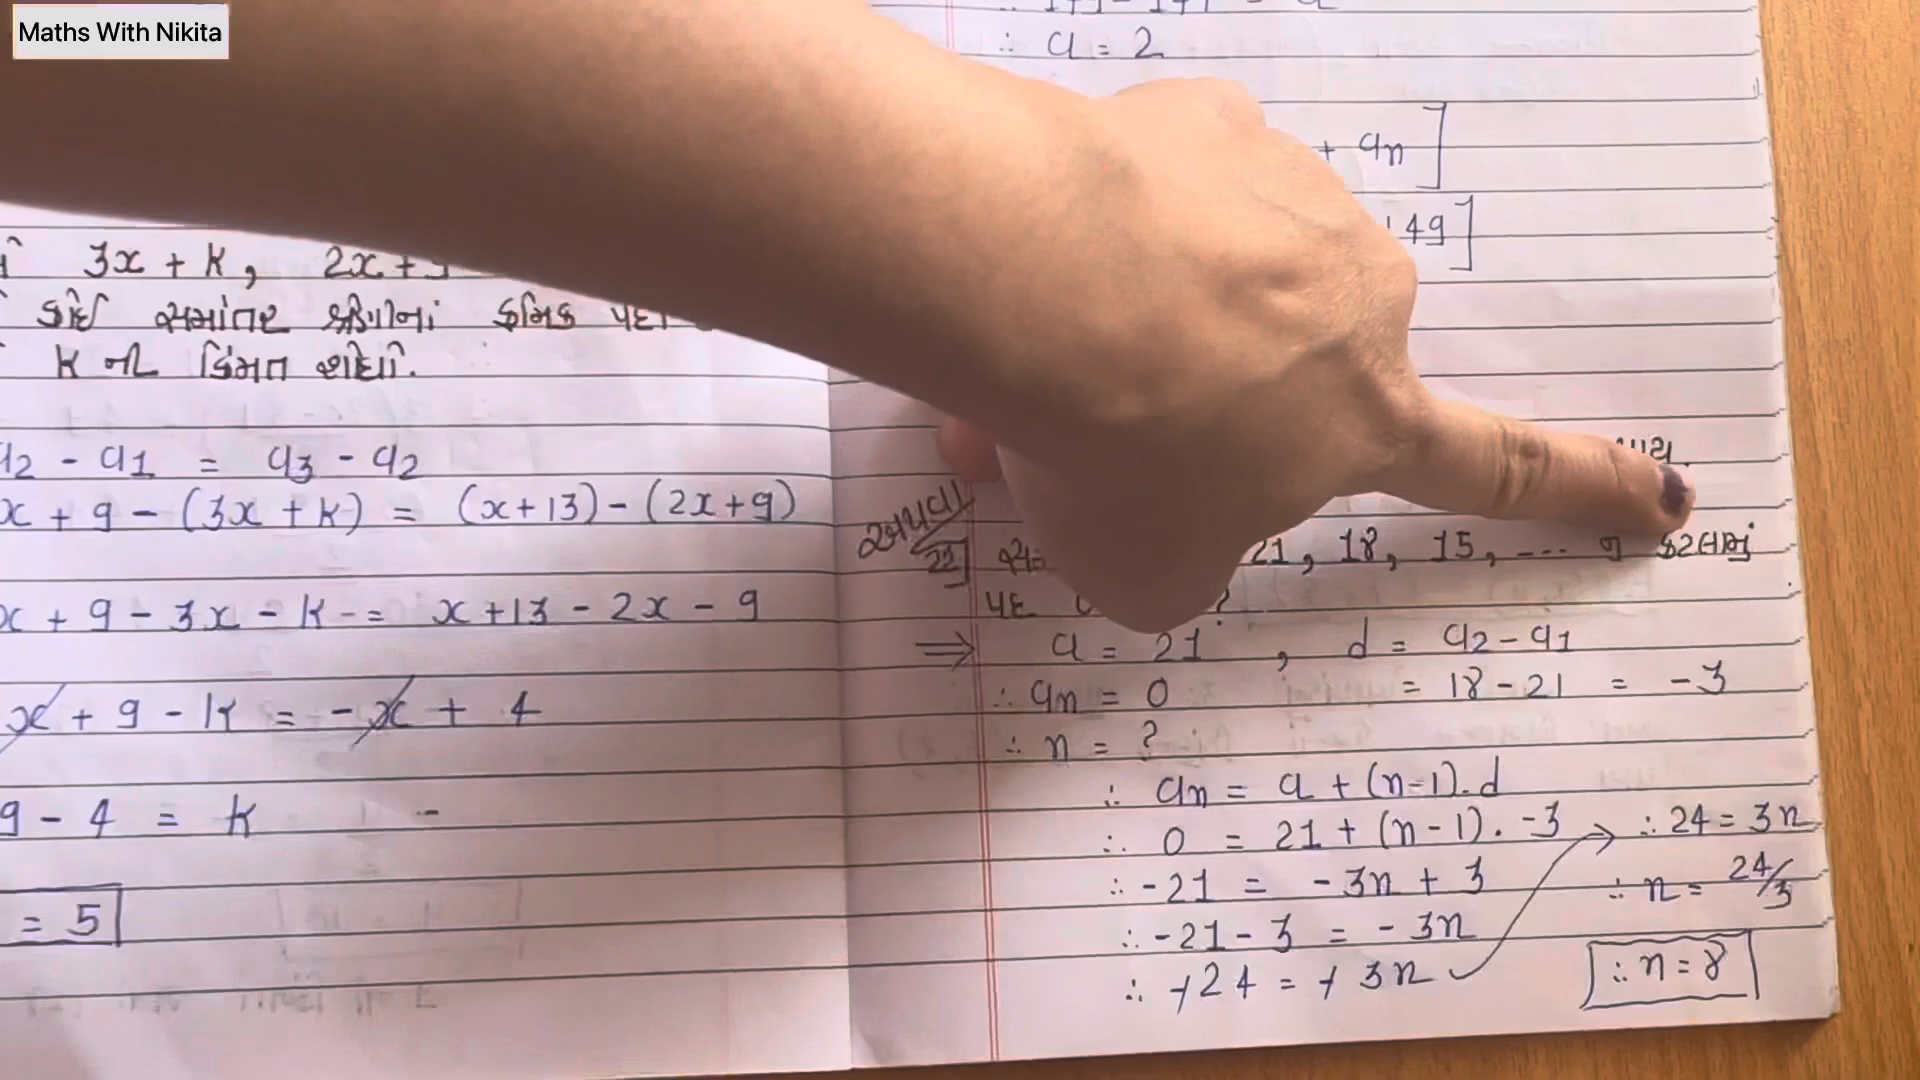 Maths With Nikita
3x + k, 2x +
કોઈ સમાંતર શ્રેણીનાં ક્રમિક પદો
k ની કિંમત શોધો.
a2 - a1 = a3 - a2
x + 9 - (3x + k) = (x+13) - (2x+9)
x + 9 - 3x - k = x+13 - 2x - 9
x + 9 - k = - x + 4
9 - 4 = k
= 5
∴ a = 2
+ an ]
49 ]
અથવા
22] 21, 18, 15, --- નું કેટલામું
પદ ?
⇒ a = 21 , d = a2 - a1
∴ an = 0 = 18 - 21 = -3
∴ n = ?
∴ an = a + (n-1).d
∴ 0 = 21 + (n-1). -3
∴ -21 = -3n + 3
∴ -21 - 3 = -3n
∴ -24 = -3n
∴ 24 = 3n
∴ n = 24/3
∴ n = 8